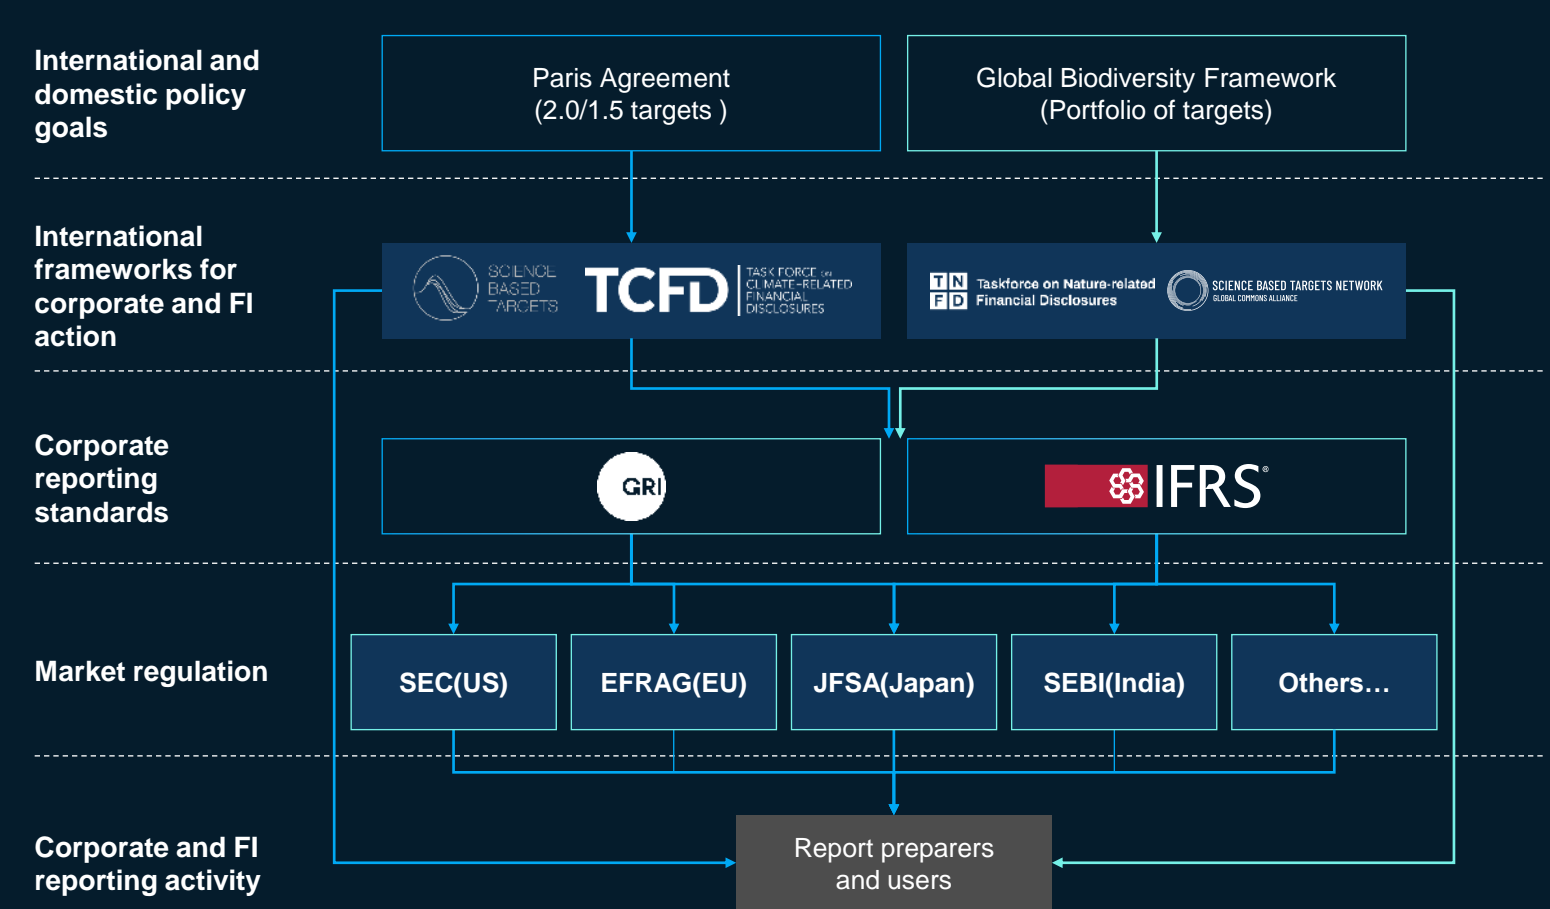 International and
domestic policy
goals
Paris Agreement
(2.0/1.5 targets )
Global Biodiversity Framework
(Portfolio of targets)
International
frameworks for
corporate and FI
action
SCIENCE
BASED
TARGETS
TCFD
TASK FORCE ON
CLIMATE-RELATED
FINANCIAL
DISCLOSURES
TN
FD
Taskforce on Nature-related
Financial Disclosures
SCIENCE BASED TARGETS NETWORK
GLOBAL COMMONS ALLIANCE
Corporate
reporting
standards
GRI
IFRS®
Market regulation
SEC(US)
EFRAG(EU)
JFSA(Japan)
SEBI(India)
Others…
Corporate and FI
reporting activity
Report preparers
and users